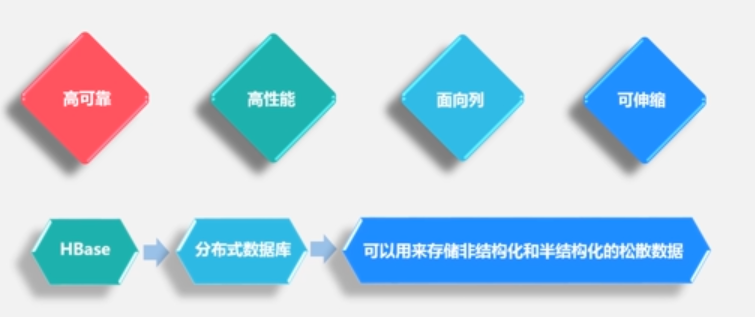 高可靠
高性能
面向列
可伸缩
HBase
分布式数据库
可以用来存储非结构化和半结构化的松散数据